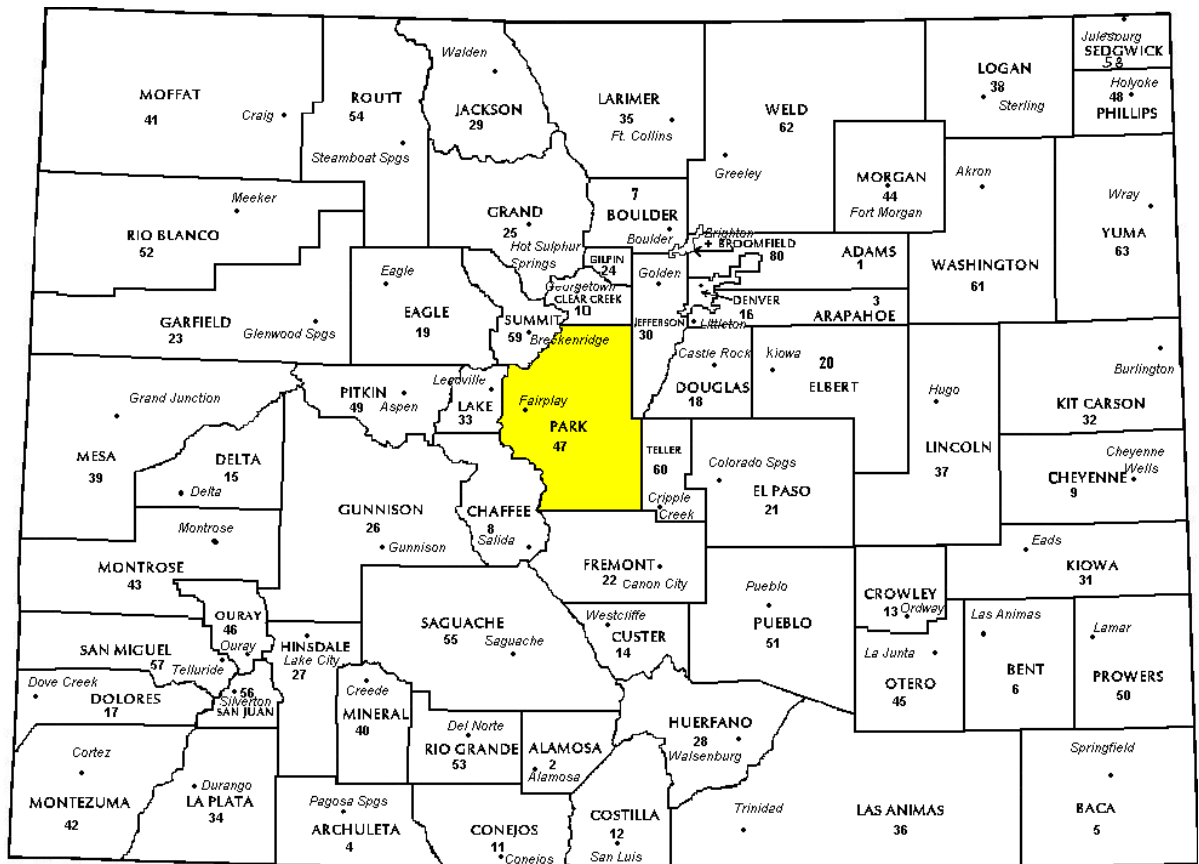 Julesburg
SEDGWICK
58
Walden
LOGAN
38
Sterling
Holyoke
48
PHILLIPS
MOFFAT
41
Craig
ROUTT
54
Steamboat Spgs
JACKSON
29
LARIMER
35
Ft. Collins
WELD
62
Greeley
MORGAN
44
Fort Morgan
Akron
WASHINGTON
61
Wray
YUMA
63
Meeker
RIO BLANCO
52
GRAND
25
Hot Sulphur
Springs
7
BOULDER
Boulder
Brighton
+ BROOMFIELD
80
ADAMS
1
GILPIN
24
Golden
Georgetown
CLEAR CREEK
10
DENVER
16
3
ARAPAHOE
Littleton
JEFFERSON
30
Eagle
EAGLE
19
SUMMIT
59
Breckenridge
GARFIELD
23
Glenwood Spgs
Castle Rock
DOUGLAS
18
kiowa
20
ELBERT
Hugo
LINCOLN
37
Burlington
KIT CARSON
32
Grand Junction
MESA
39
PITKIN
49
Aspen
Leadville
LAKE
33
Fairplay
PARK
47
TELLER
60
Cripple
Creek
Colorado Spgs
EL PASO
21
Cheyenne
Wells
CHEYENNE
9
DELTA
15
Delta
GUNNISON
26
Gunnison
CHAFFEE
8
Salida
Montrose
MONTROSE
43
FREMONT
22
Canon City
Eads
KIOWA
31
Pueblo
PUEBLO
51
CROWLEY
13
Ordway
OURAY
46
Ouray
SAN MIGUEL
57
Telluride
HINSDALE
Lake City
27
SAGUACHE
55
Saguache
Westcliffe
CUSTER
14
La Junta
OTERO
45
Las Animas
BENT
6
Lamar
PROWERS
50
Dove Creek
DOLORES
17
56
Silverton
SAN JUAN
Creede
MINERAL
40
Del Norte
RIO GRANDE
53
ALAMOSA
2
Alamosa
HUERFANO
28
Walsenburg
Cortez
MONTEZUMA
42
Durango
LA PLATA
34
Pagosa Spgs
ARCHULETA
4
CONEJOS
11
Conejos
COSTILLA
12
San Luis
Trinidad
LAS ANIMAS
36
Springfield
BACA
5